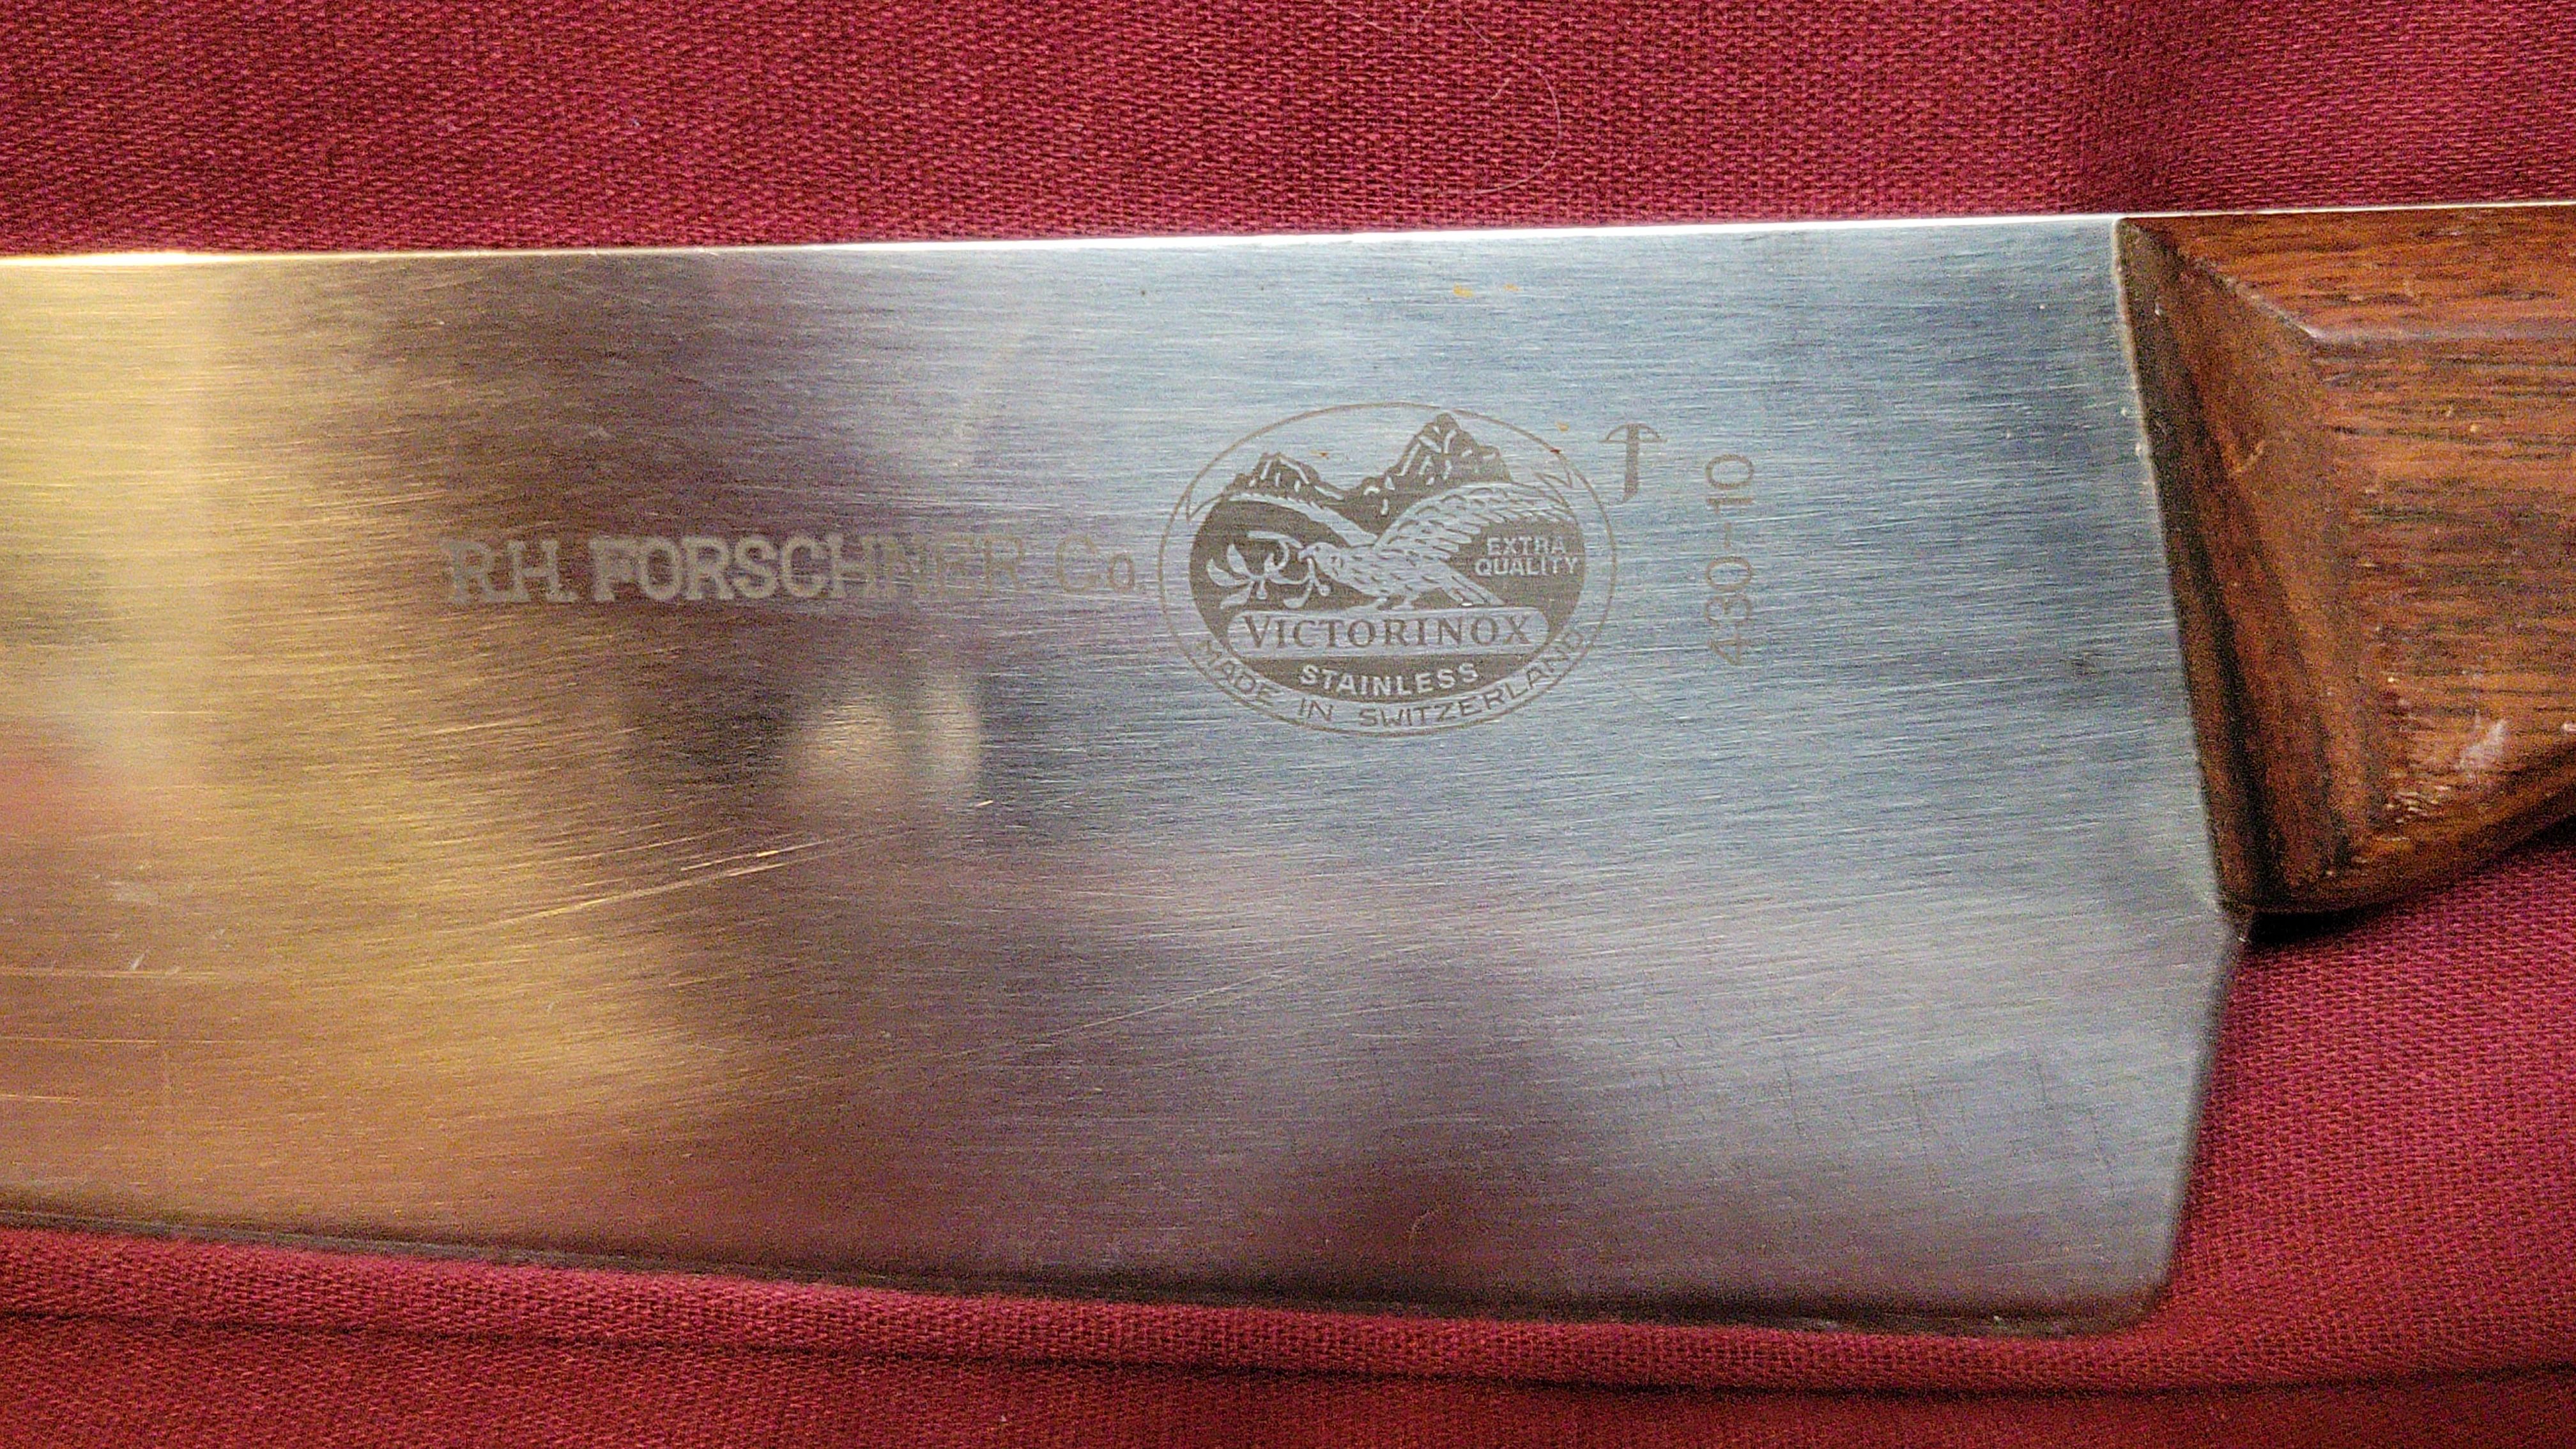 R.H. FORSCHNER Co.
EXTRA
QUALITY
VICTORINOX
STAINLESS
MADE IN SWITZERLAND
430-10